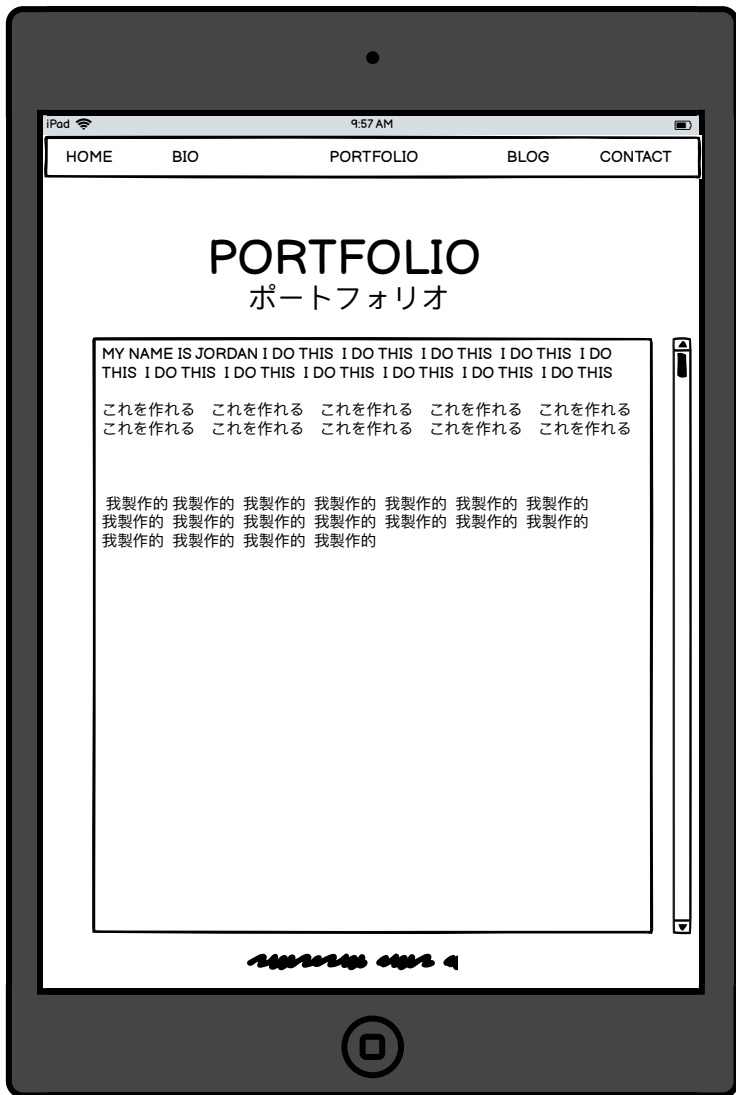 iPad 9:57 AM
HOME BIO PORTFOLIO BLOG CONTACT
PORTFOLIO
ポートフォリオ
MY NAME IS JORDAN I DO THIS I DO THIS I DO THIS I DO THIS I DO
THIS I DO THIS I DO THIS I DO THIS I DO THIS I DO THIS I DO THIS
これを作れる これを作れる これを作れる これを作れる これを作れる
これを作れる これを作れる これを作れる これを作れる これを作れる
我製作的 我製作的 我製作的 我製作的 我製作的 我製作的 我製作的
我製作的 我製作的 我製作的 我製作的 我製作的 我製作的 我製作的
我製作的 我製作的 我製作的 我製作的